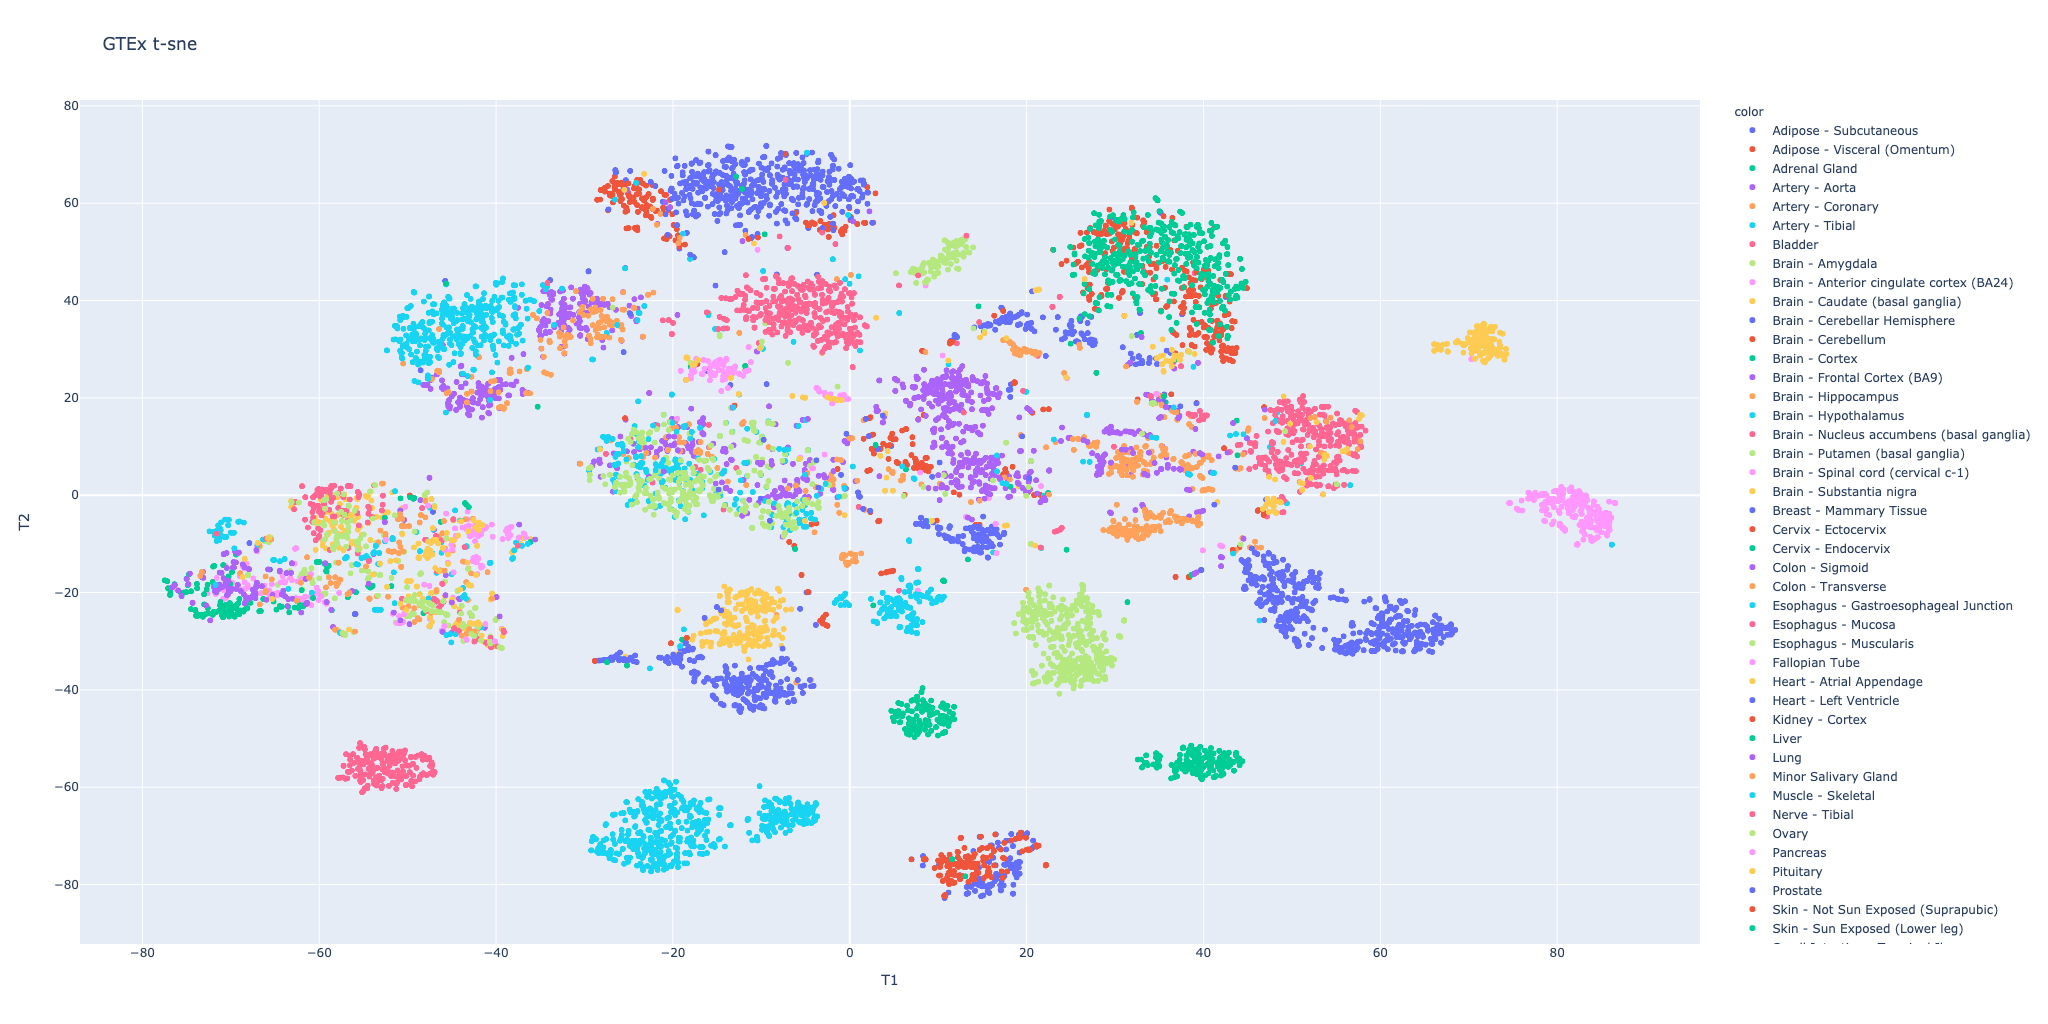 GTEx t-sne
80
60
40
20
0
−20
−40
−60
−80
T2
−80
−60
−40
−20
0
20
40
60
80
T1
color
Adipose - Subcutaneous
Adipose - Visceral (Omentum)
Adrenal Gland
Artery - Aorta
Artery - Coronary
Artery - Tibial
Bladder
Brain - Amygdala
Brain - Anterior cingulate cortex (BA24)
Brain - Caudate (basal ganglia)
Brain - Cerebellar Hemisphere
Brain - Cerebellum
Brain - Cortex
Brain - Frontal Cortex (BA9)
Brain - Hippocampus
Brain - Hypothalamus
Brain - Nucleus accumbens (basal ganglia)
Brain - Putamen (basal ganglia)
Brain - Spinal cord (cervical c-1)
Brain - Substantia nigra
Breast - Mammary Tissue
Cervix - Ectocervix
Cervix - Endocervix
Colon - Sigmoid
Colon - Transverse
Esophagus - Gastroesophageal Junction
Esophagus - Mucosa
Esophagus - Muscularis
Fallopian Tube
Heart - Atrial Appendage
Heart - Left Ventricle
Kidney - Cortex
Liver
Lung
Minor Salivary Gland
Muscle - Skeletal
Nerve - Tibial
Ovary
Pancreas
Pituitary
Prostate
Skin - Not Sun Exposed (Suprapubic)
Skin - Sun Exposed (Lower leg)